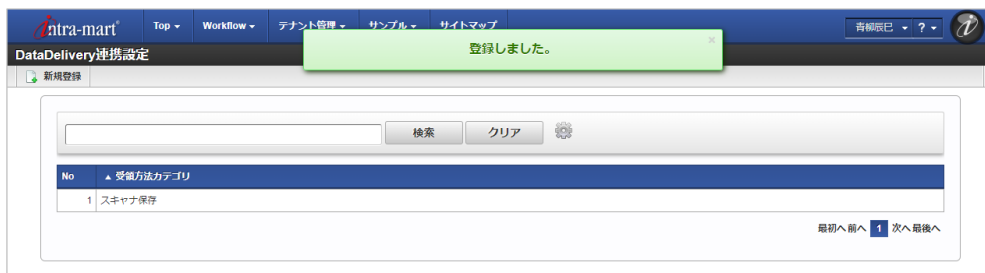 intra-mart® Top Workflow テナント管理 サンプル サイトマップ 青柳辰巳 ?
登録しました。 ×
DataDelivery連携設定
新規登録
検索 クリア
No ▲ 受領方法カテゴリ
1 スキャナ保存
最初へ 前へ 1 次へ 最後へ